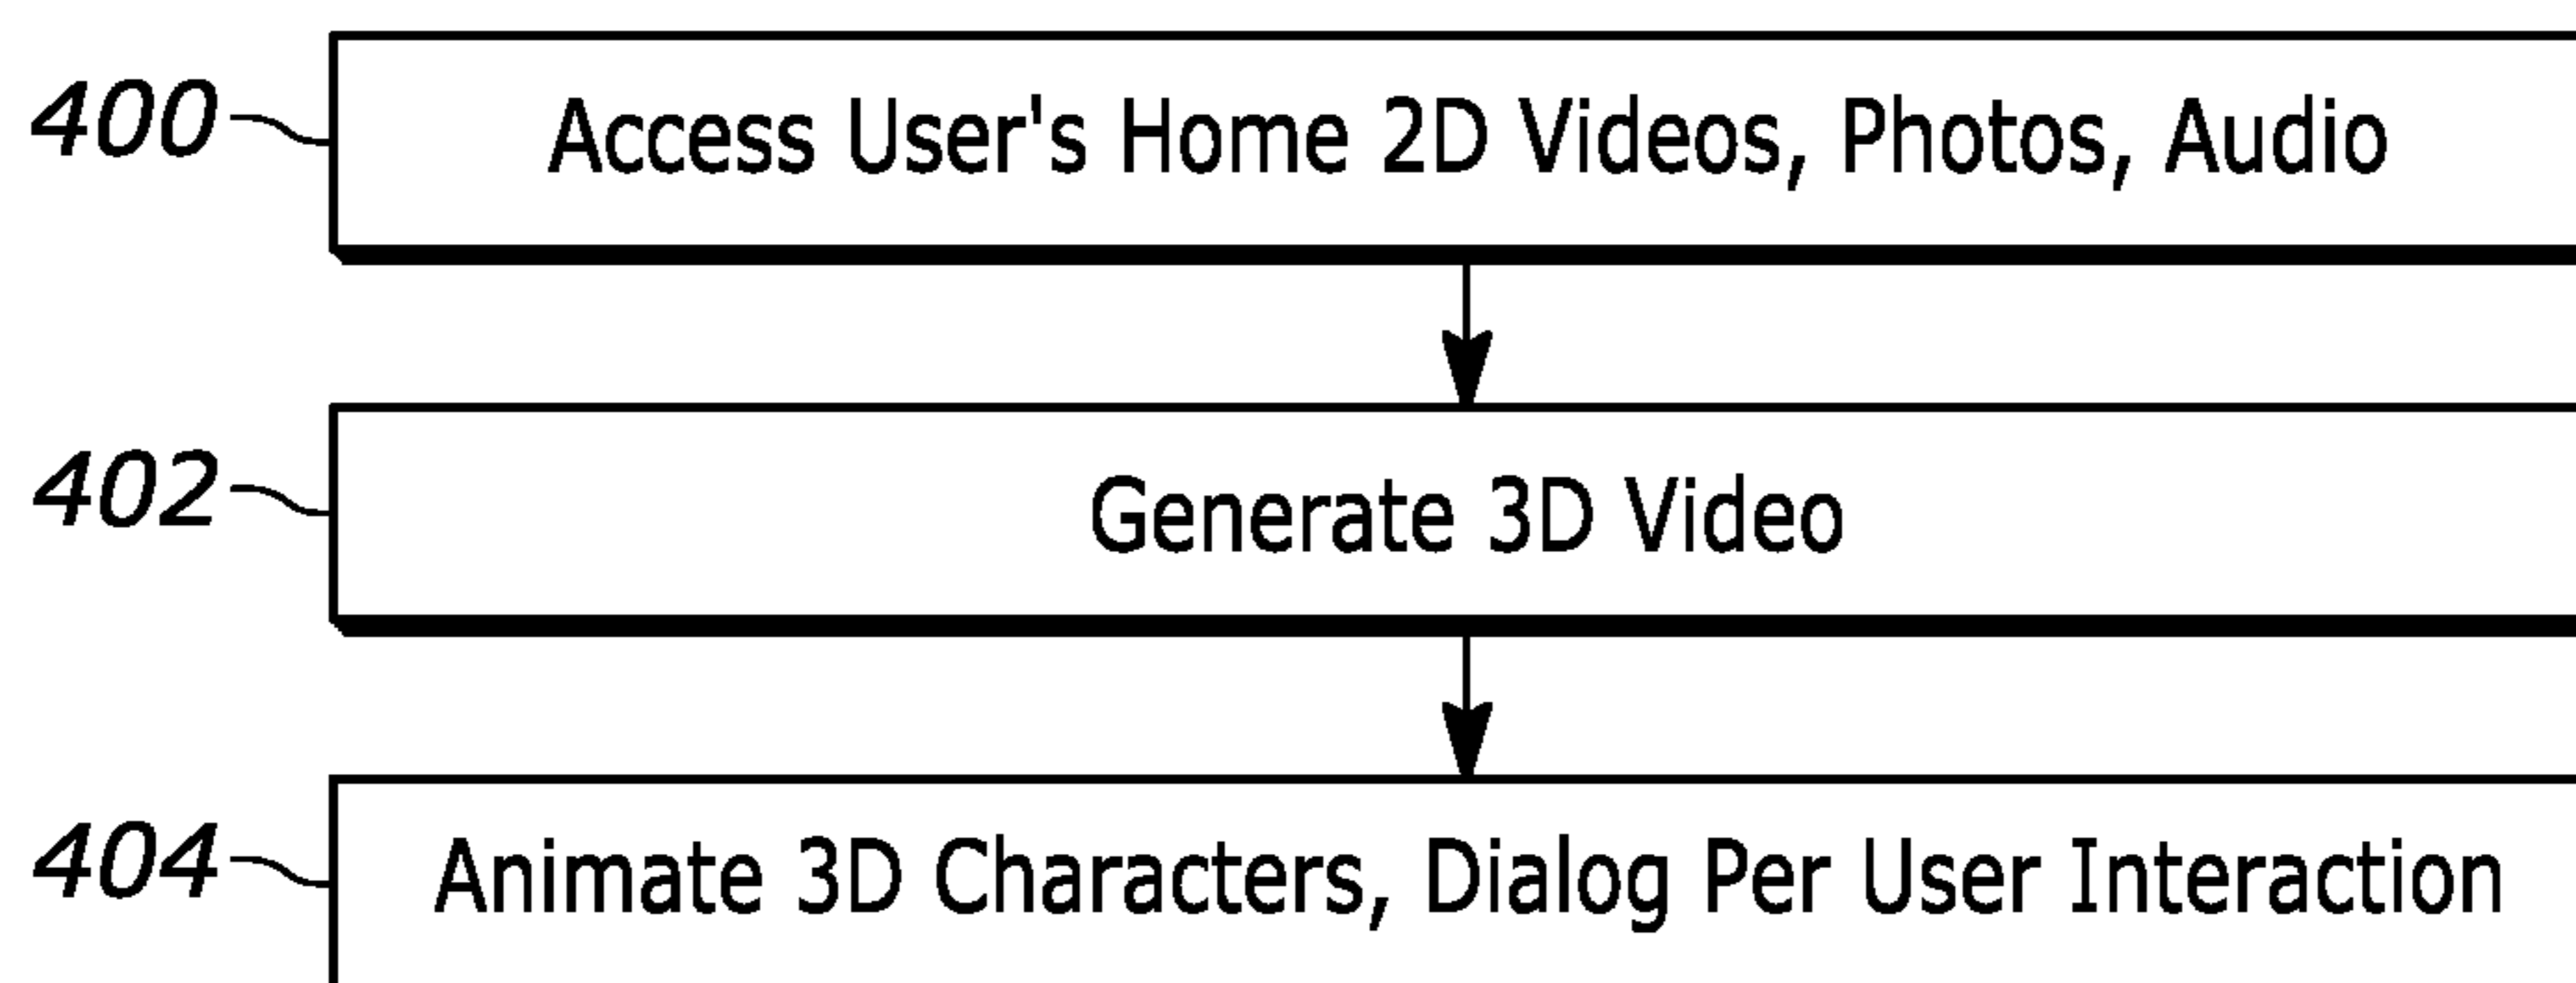 400 Access User's Home 2D Videos, Photos, Audio
402 Generate 3D Video
404 Animate 3D Characters, Dialog Per User Interaction